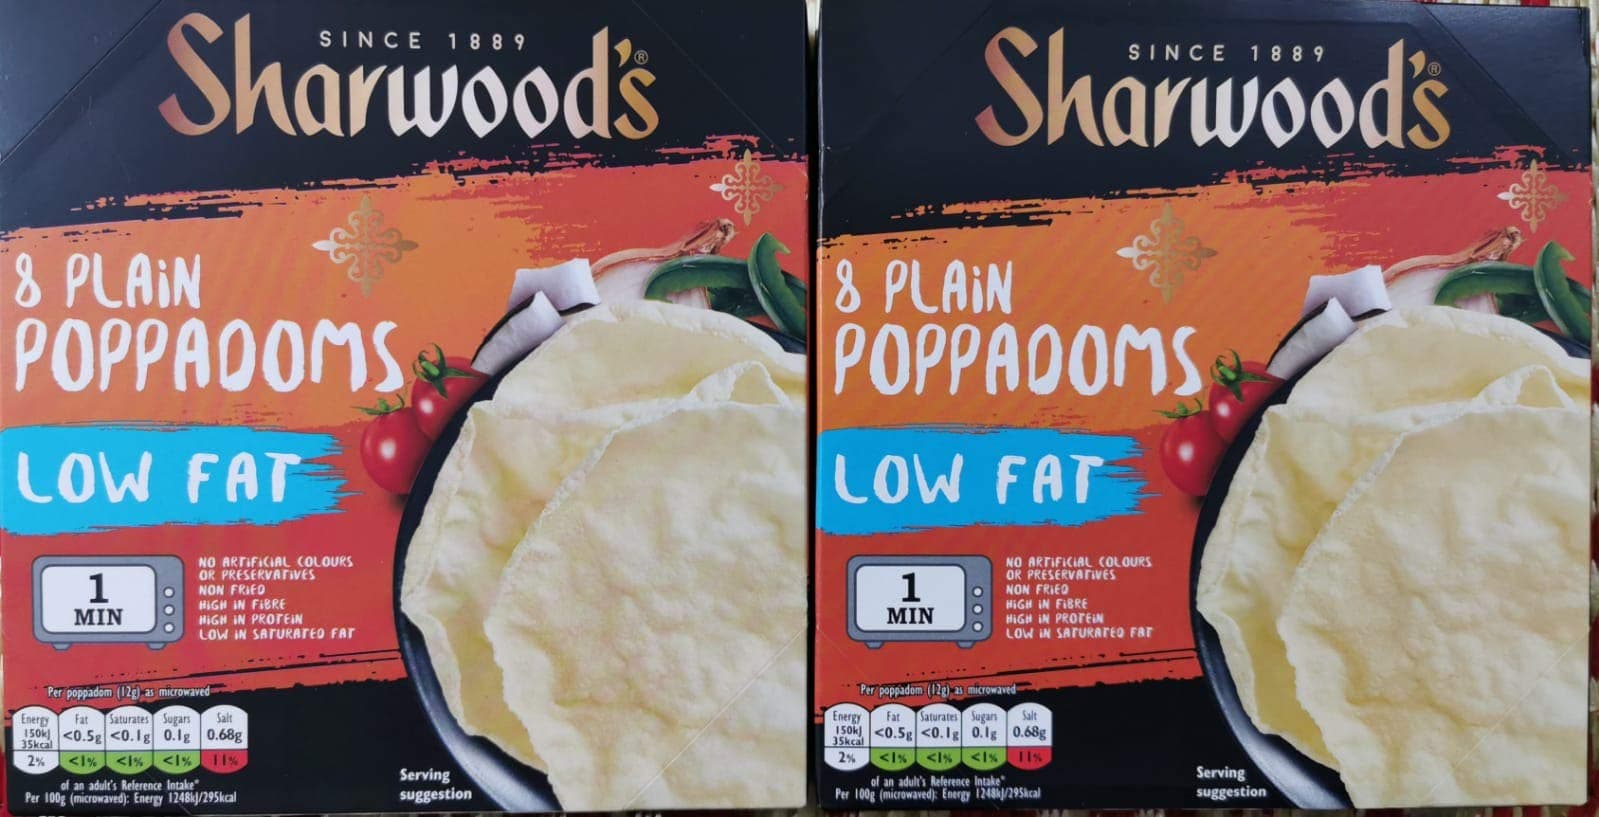 SINCE 1889
Sharwood's®
8 PLAIN
POPPADOMS
LOW FAT
1
MIN
NO ARTIFICIAL COLOURS
OR PRESERVATIVES
NON FRIED
HIGH IN FIBRE
HIGH IN PROTEIN
LOW IN SATURATED FAT
Per poppadom (12g) as microwaved
Energy Fat Saturates Sugars Salt
150kJ <0.5g <0.1g 0.1g 0.68g
35kcal
2% <1% <1% <1% 11%
of an adult's Reference Intake*
Per 100g (microwaved): Energy 1248kJ/295kcal
Serving
suggestion
SINCE 1889
Sharwood's®
8 PLAIN
POPPADOMS
LOW FAT
1
MIN
NO ARTIFICIAL COLOURS
OR PRESERVATIVES
NON FRIED
HIGH IN FIBRE
HIGH IN PROTEIN
LOW IN SATURATED FAT
Per poppadom (12g) as microwaved
Energy Fat Saturates Sugars Salt
150kJ <0.5g <0.1g 0.1g 0.68g
35kcal
2% <1% <1% <1% 11%
of an adult's Reference Intake*
Per 100g (microwaved): Energy 1248kJ/295kcal
Serving
suggestion